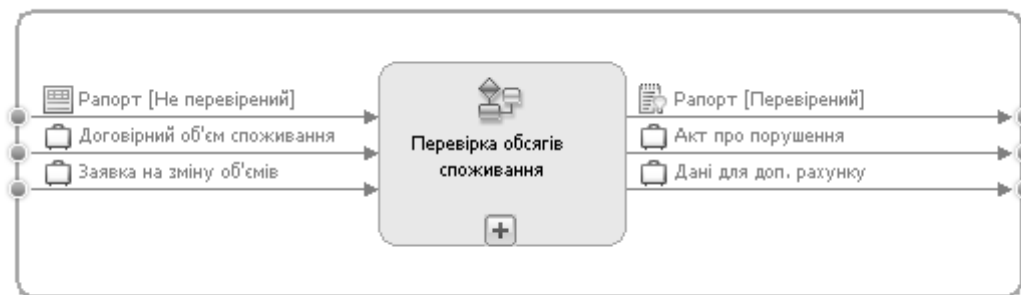 Рапорт [Не перевірений]
Договірний об'єм споживання
Заявка на зміну об'ємів
Перевірка обсягів
споживання
Рапорт [Перевірений]
Акт про порушення
Дані для доп. рахунку